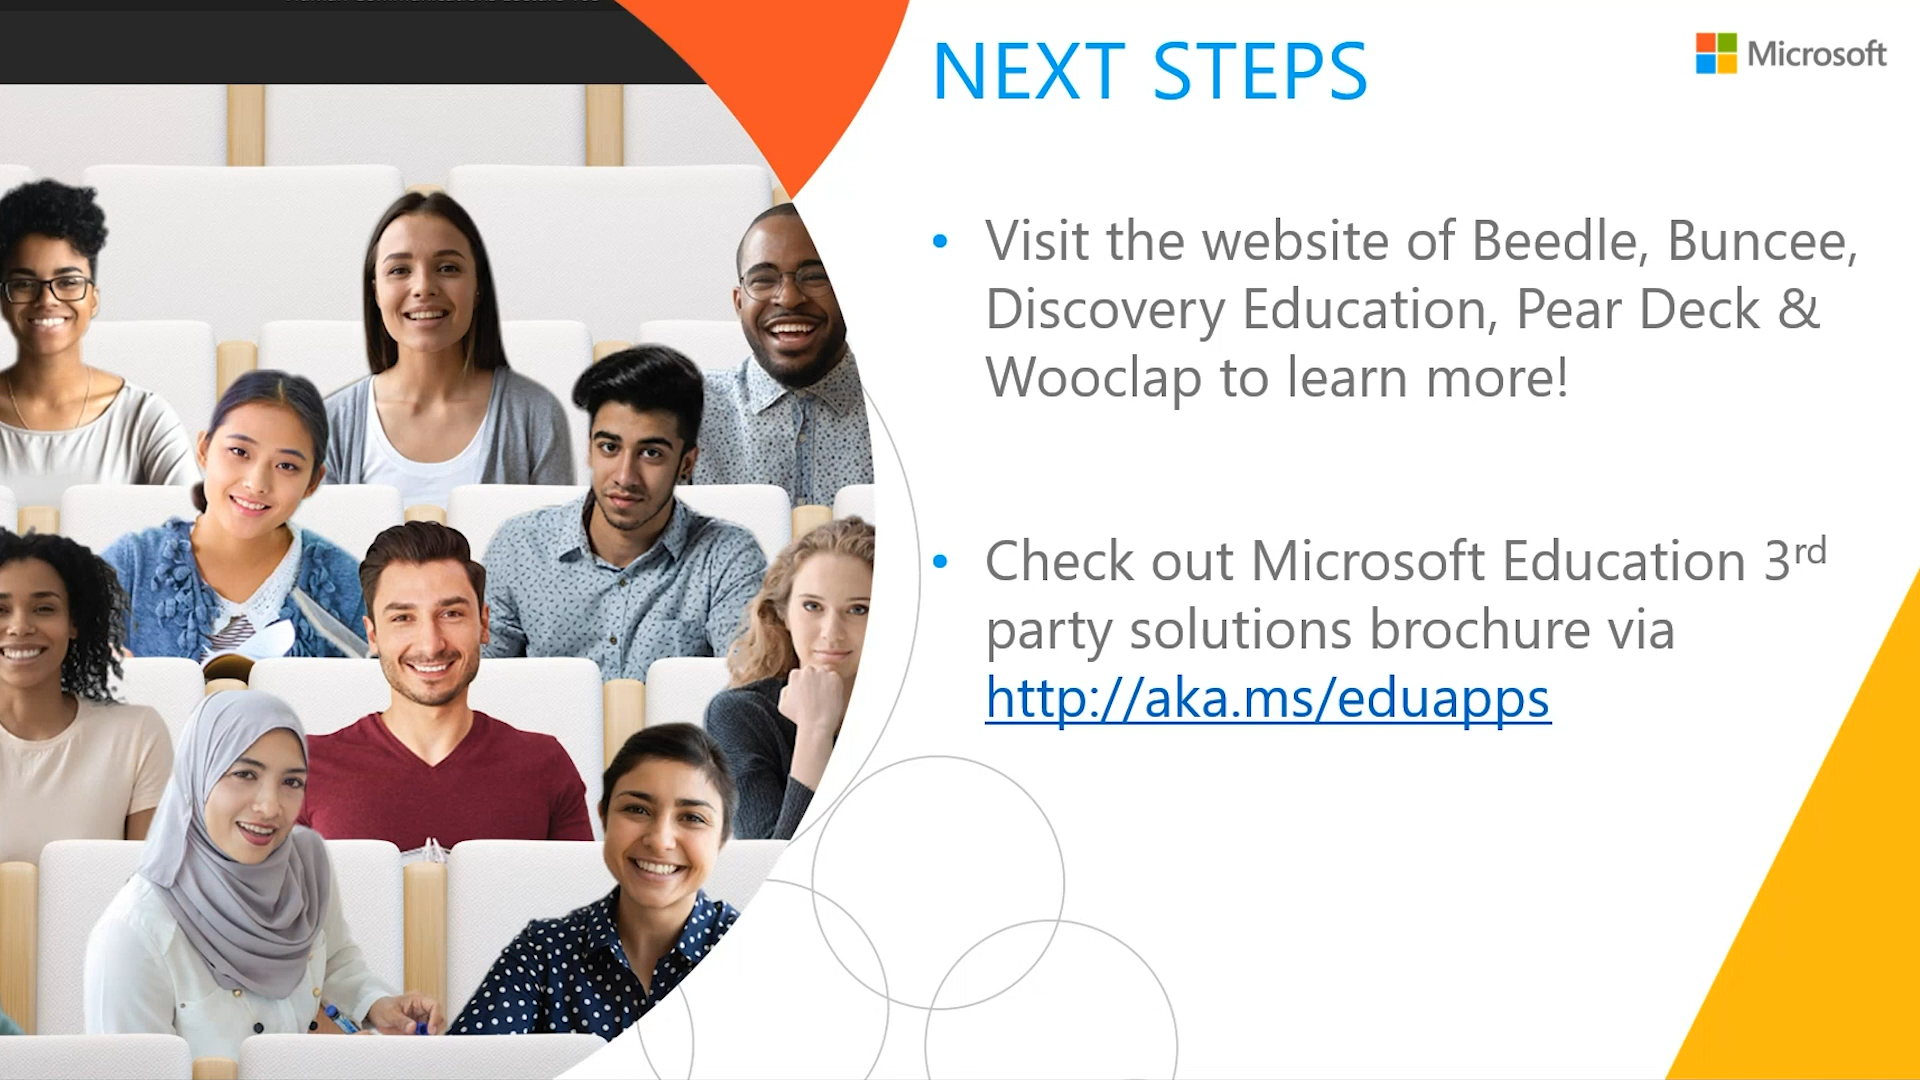 NEXT STEPS
Microsoft
• Visit the website of Beedle, Buncee,
Discovery Education, Pear Deck &
Wooclap to learn more!
• Check out Microsoft Education 3rd
party solutions brochure via
http://aka.ms/eduapps